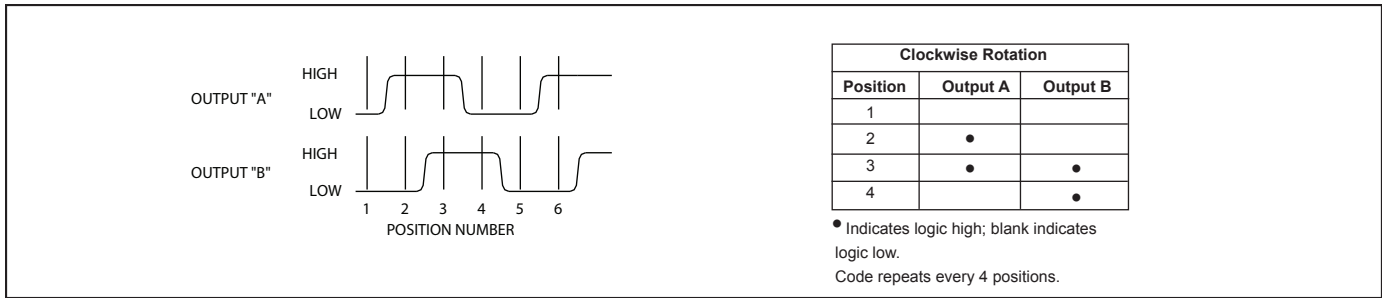 HIGH
OUTPUT "A"
LOW
HIGH
OUTPUT "B"
LOW
1 2 3 4 5 6
POSITION NUMBER
Clockwise Rotation
Position Output A Output B
1
2 •
3 • •
4 •
• Indicates logic high; blank indicates
logic low.
Code repeats every 4 positions.